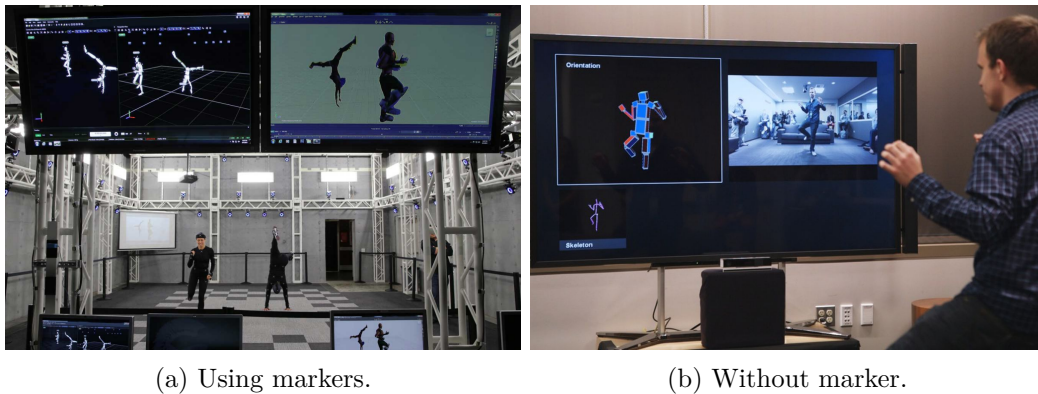 Orientation
Skeleton
(a) Using markers.
(b) Without marker.